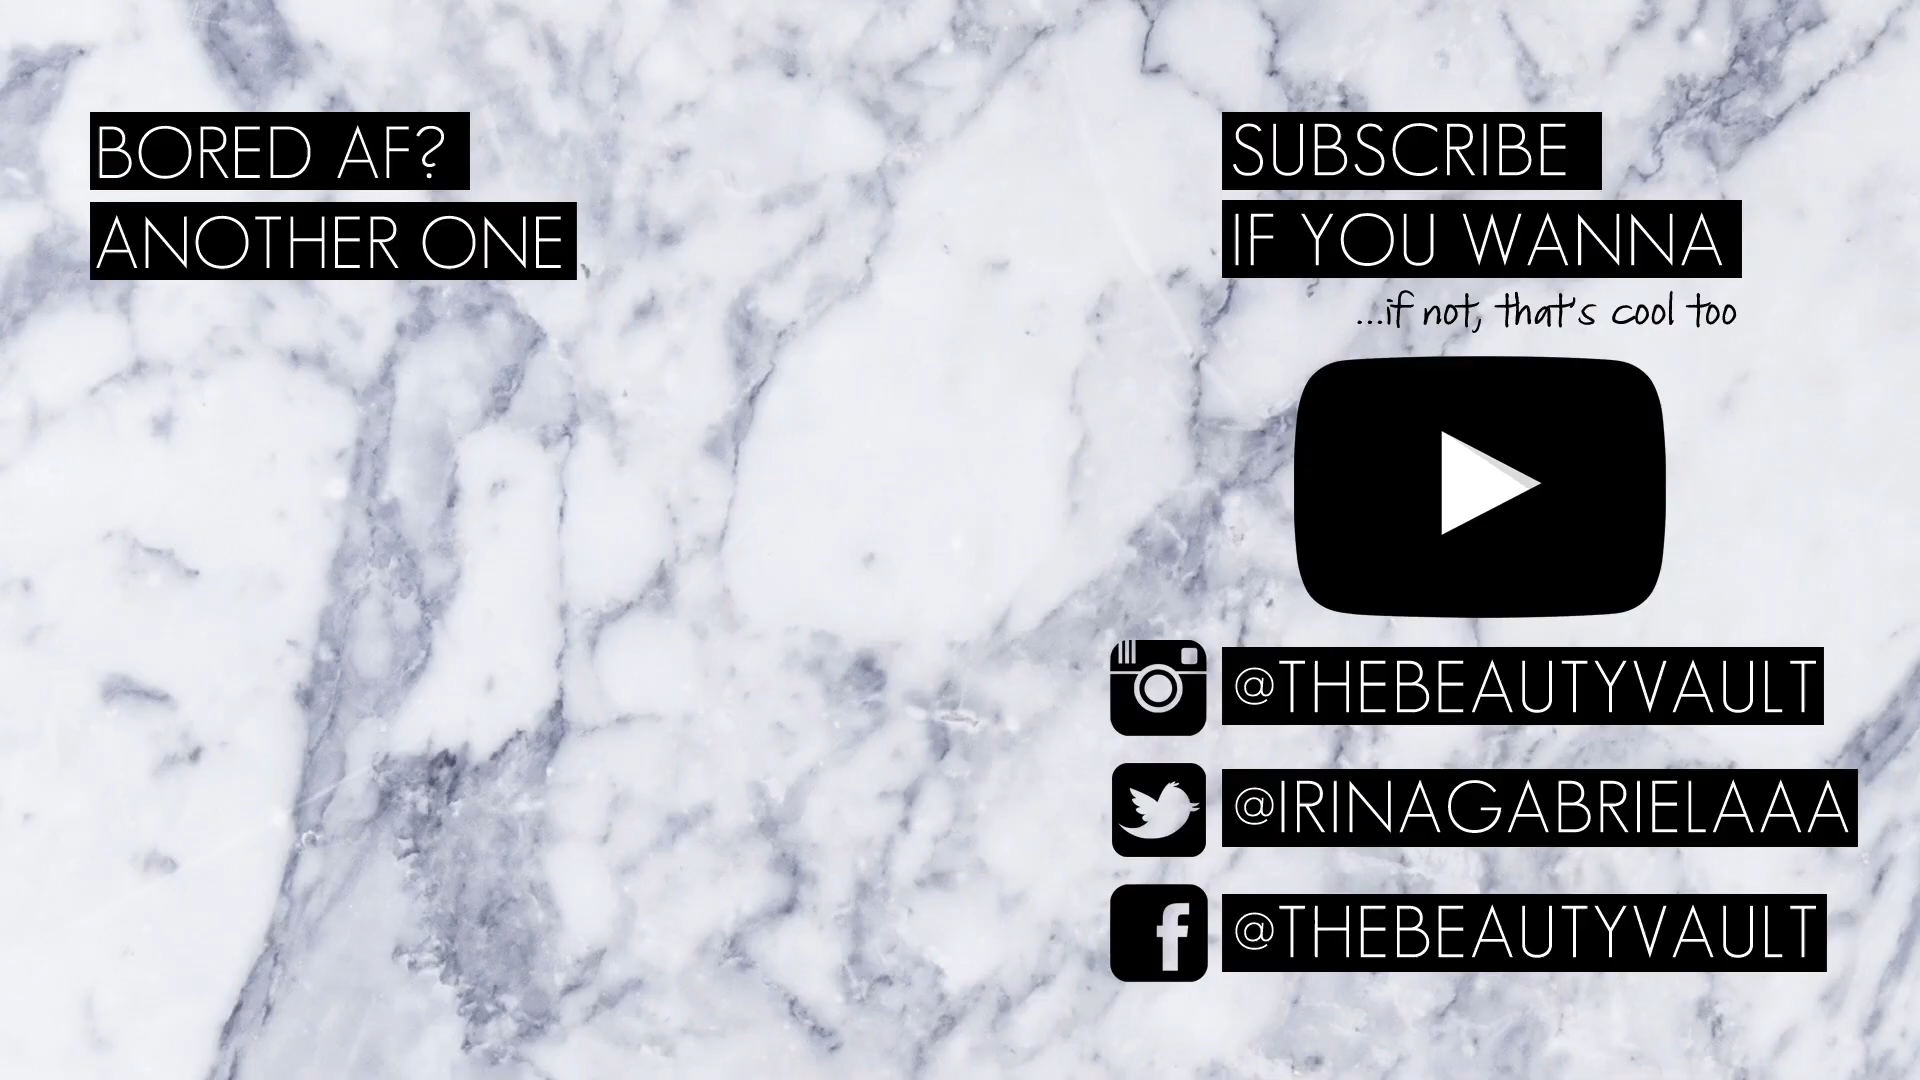 BORED AF?
ANOTHER ONE
SUBSCRIBE
IF YOU WANNA
...if not, that's cool too
@THEBEAUTYVAULT
@IRINAGABRIELAAA
@THEBEAUTYVAULT